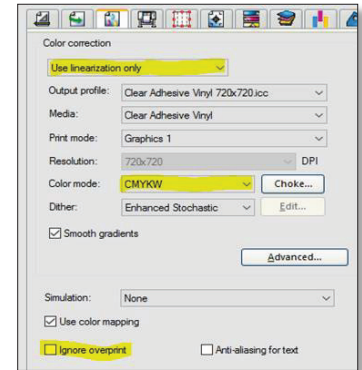 Color correction
Use linearization only
Output profile: Clear Adhesive Vinyl 720x720.icc
Media: Clear Adhesive Vinyl
Print mode: Graphics 1
Resolution: 720x720 DPI
Color mode: CMYKW Choke...
Dither: Enhanced Stochastic Edit...
Smooth gradients
Advanced...
Simulation: None
Use color mapping
Ignore overprint Anti-aliasing for text